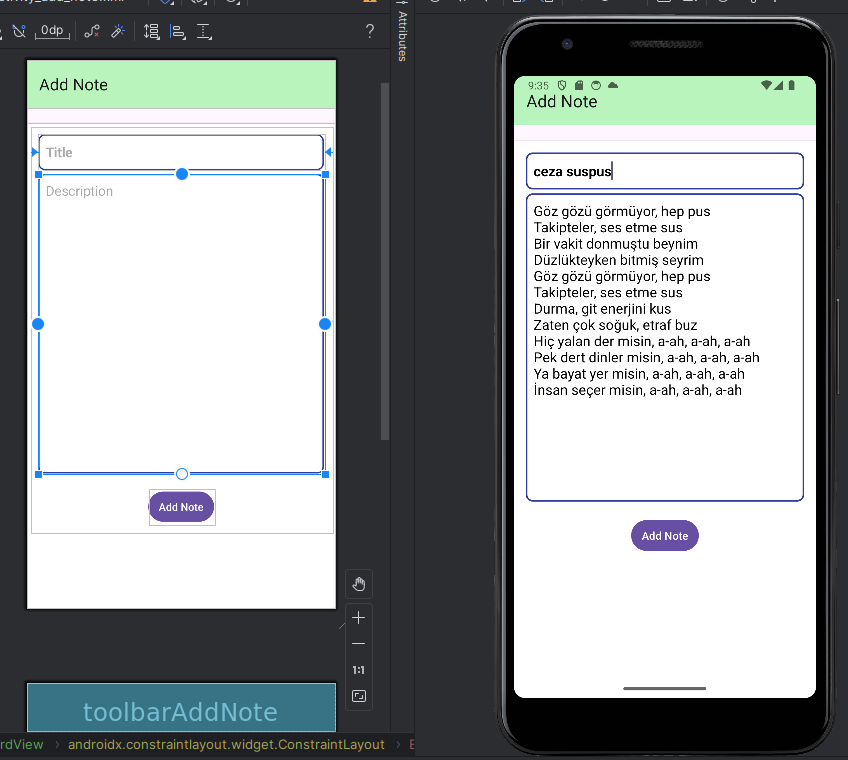 0dp
?
Attributes
Add Note
Title
Description
Add Note
1:1
toolbarAddNote
rdView > androidx.constraintlayout.widget.ConstraintLayout >
9:35
Add Note
ceza suspus
Göz gözü görmüyor, hep pus
Takipteler, ses etme sus
Bir vakit donmuştu beynim
Düzlükteyken bitmiş seyrim
Göz gözü görmüyor, hep pus
Takipteler, ses etme sus
Durma, git enerjini kus
Zaten çok soğuk, etraf buz
Hiç yalan der misin, a-ah, a-ah, a-ah
Pek dert dinler misin, a-ah, a-ah, a-ah
Ya bayat yer misin, a-ah, a-ah, a-ah
İnsan seçer misin, a-ah, a-ah, a-ah
Add Note